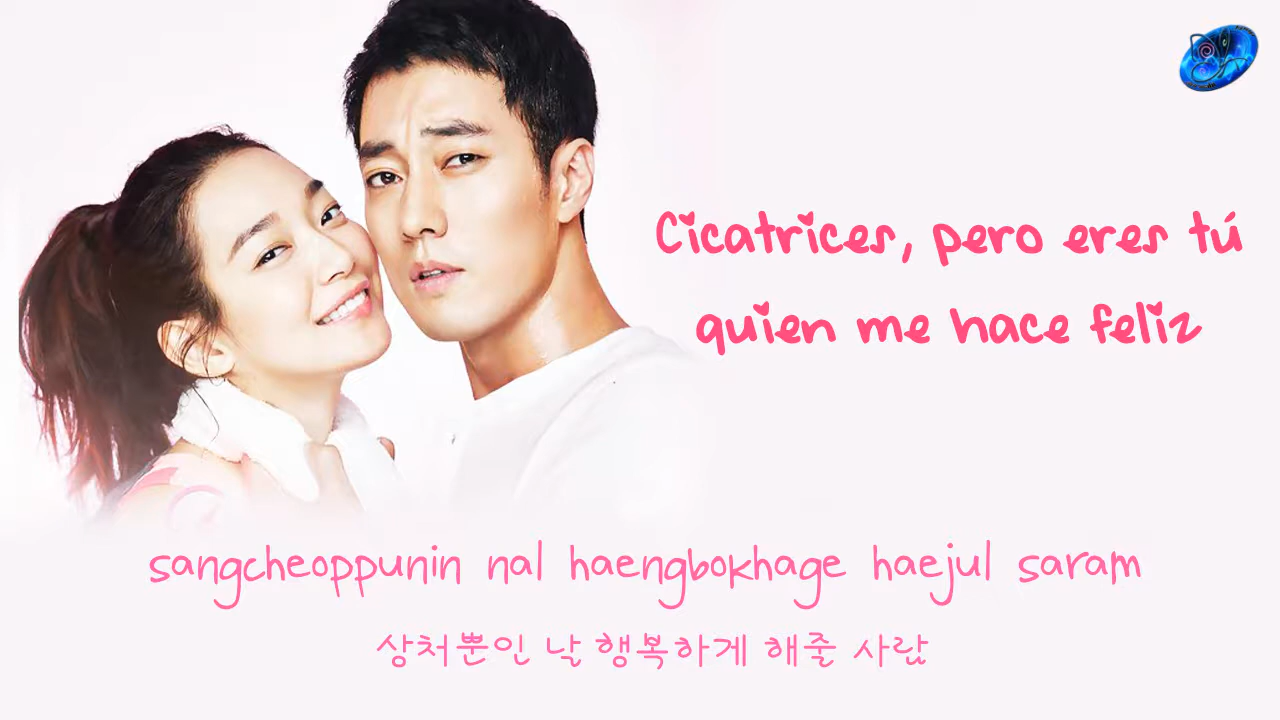 Cicatrices, pero eres tú
quien me hace feliz
sangcheoppunin nal haengbokhage haejul saram
상처뿐인 날 행복하게 해줄 사람